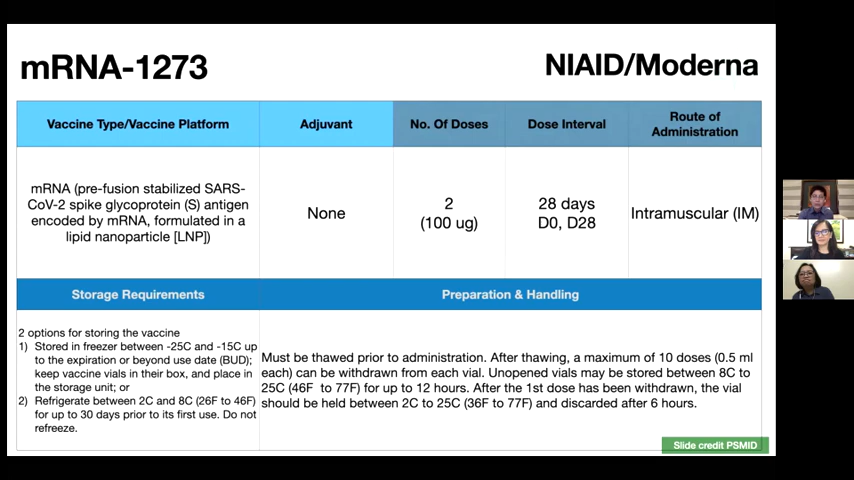 mRNA-1273
NIAID/Moderna
Vaccine Type/Vaccine Platform
Adjuvant
No. Of Doses
Dose Interval
Route of
Administration
mRNA (pre-fusion stabilized SARS-
CoV-2 spike glycoprotein (S) antigen
encoded by mRNA, formulated in a
lipid nanoparticle [LNP])
None
2
(100 ug)
28 days
D0, D28
Intramuscular (IM)
Storage Requirements
Preparation & Handling
2 options for storing the vaccine
1) Stored in freezer between -25C and -15C up
to the expiration or beyond use date (BUD);
keep vaccine vials in their box, and place in
the storage unit; or
2) Refrigerate between 2C and 8C (26F to 46F)
for up to 30 days prior to its first use. Do not
refreeze.
Must be thawed prior to administration. After thawing, a maximum of 10 doses (0.5 ml
each) can be withdrawn from each vial. Unopened vials may be stored between 8C to
25C (46F to 77F) for up to 12 hours. After the 1st dose has been withdrawn, the vial
should be held between 2C to 25C (36F to 77F) and discarded after 6 hours.
Slide credit PSMID